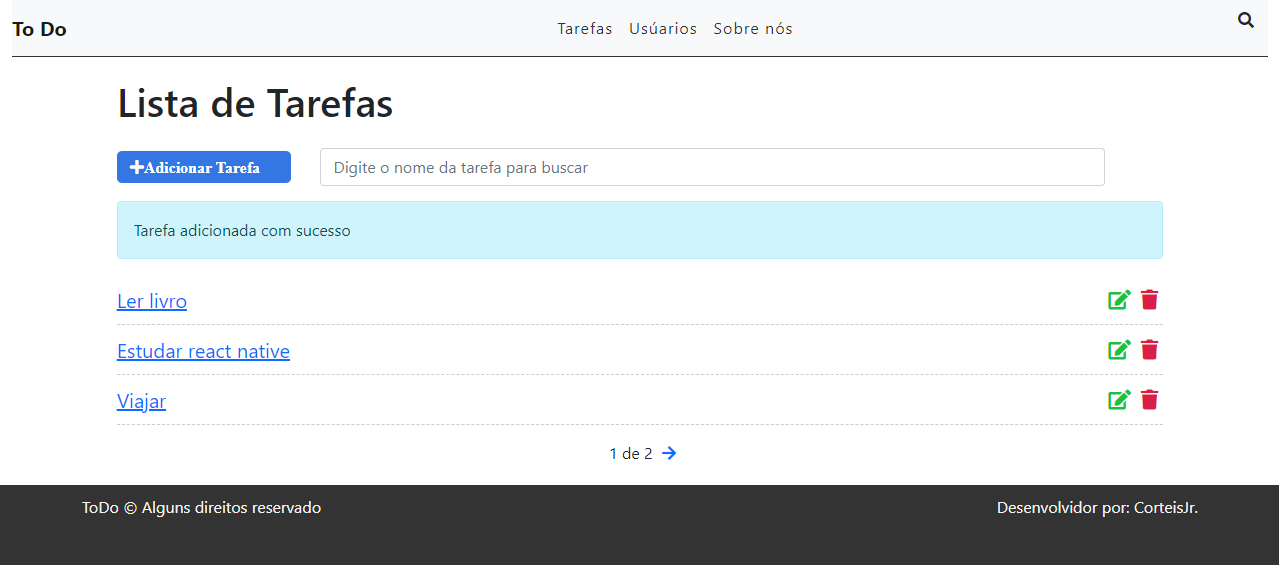 To Do
Tarefas Usúarios Sobre nós
Lista de Tarefas
Adicionar Tarefa
Digite o nome da tarefa para buscar
Tarefa adicionada com sucesso
Ler livro
Estudar react native
Viajar
1 de 2
ToDo © Alguns direitos reservado
Desenvolvidor por: CorteisJr.